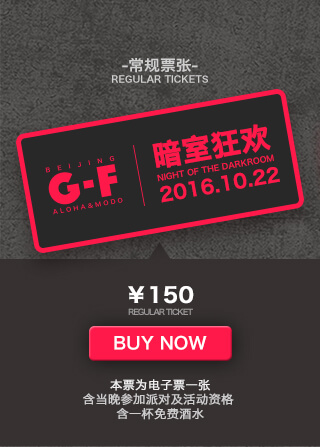 -常规票张-
REGULAR TICKETS
BEIJING
G-F
ALOHA&MODO
暗室狂欢
NIGHT OF THE DARKROOM
2016.10.22
¥150
REGULAR TICKET
BUY NOW
本票为电子票一张
含当晚参加派对及活动资格
含一杯免费酒水